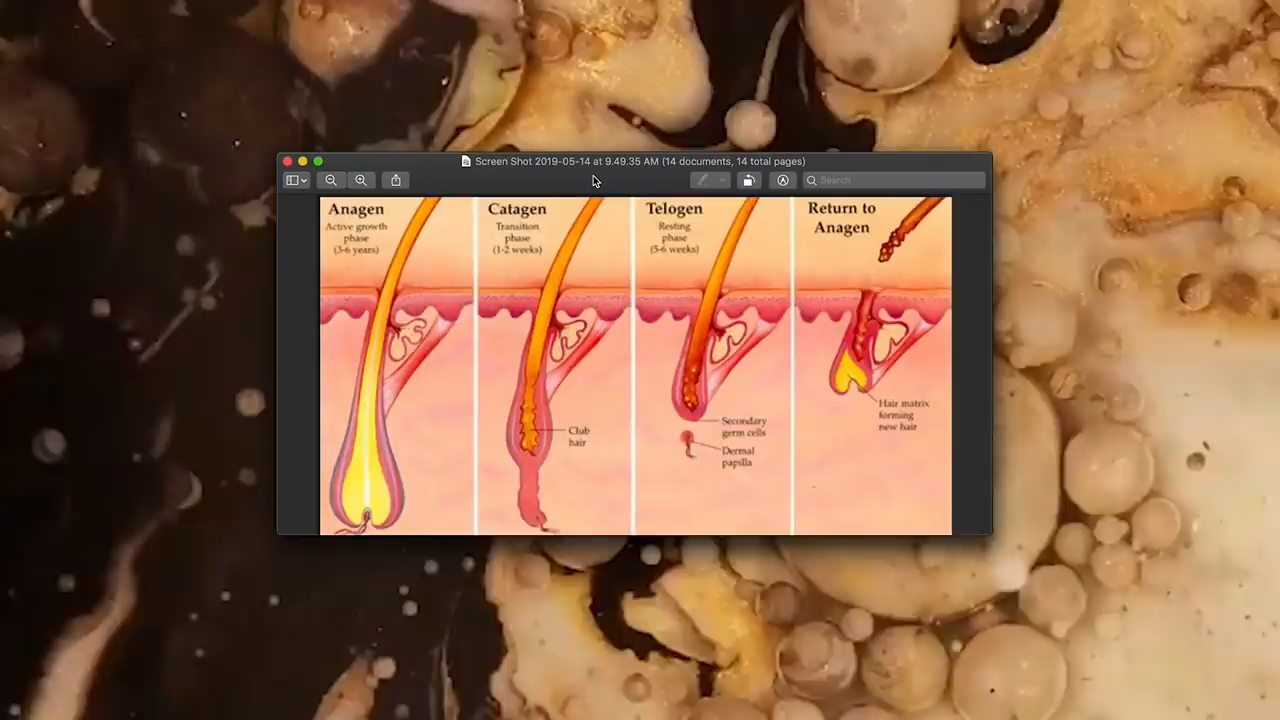 Screen Shot 2019-05-14 at 9.49.35 AM (14 documents, 14 total pages)
Search
Anagen
Active growth
phase
(3-6 years)
Catagen
Transition
phase
(1-2 weeks)
Club
hair
Telogen
Resting
phase
(5-6 weeks)
Secondary
germ cells
Dermal
papilla
Return to
Anagen
Hair matrix
forming
new hair